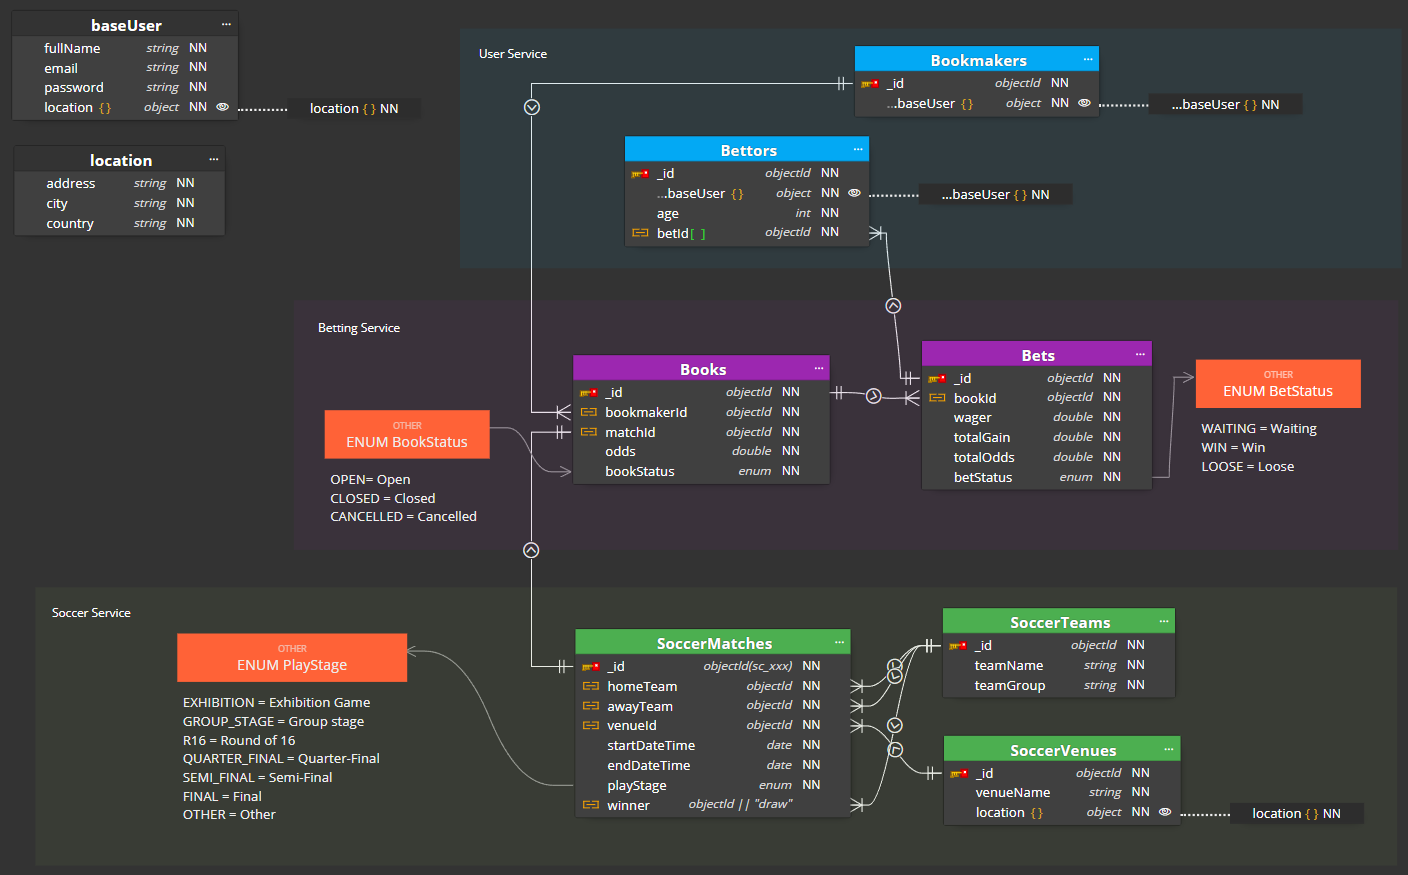 baseUser ...
fullName string NN
email string NN
password string NN
location {} object NN
location { } NN
location ...
address string NN
city string NN
country string NN
User Service
Bookmakers ...
_id objectId NN
...baseUser {} object NN
...baseUser { } NN
Bettors ...
_id objectId NN
...baseUser {} object NN
...baseUser { } NN
age int NN
betId[ ] objectId NN
Betting Service
Books ...
_id objectId NN
bookmakerId objectId NN
matchId objectId NN
odds double NN
bookStatus enum NN
Bets ...
_id objectId NN
bookId objectId NN
wager double NN
totalGain double NN
totalOdds double NN
betStatus enum NN
OTHER
ENUM BetStatus
WAITING = Waiting
WIN = Win
LOOSE = Loose
OTHER
ENUM BookStatus
OPEN= Open
CLOSED = Closed
CANCELLED = Cancelled
Soccer Service
OTHER
ENUM PlayStage
EXHIBITION = Exhibition Game
GROUP_STAGE = Group stage
R16 = Round of 16
QUARTER_FINAL = Quarter-Final
SEMI_FINAL = Semi-Final
FINAL = Final
OTHER = Other
SoccerMatches ...
_id objectId(sc_xxx) NN
homeTeam objectId NN
awayTeam objectId NN
venueId objectId NN
startDateTime date NN
endDateTime date NN
playStage enum NN
winner objectId || "draw"
SoccerTeams ...
_id objectId NN
teamName string NN
teamGroup string NN
SoccerVenues ...
_id objectId NN
venueName string NN
location {} object NN
location { } NN